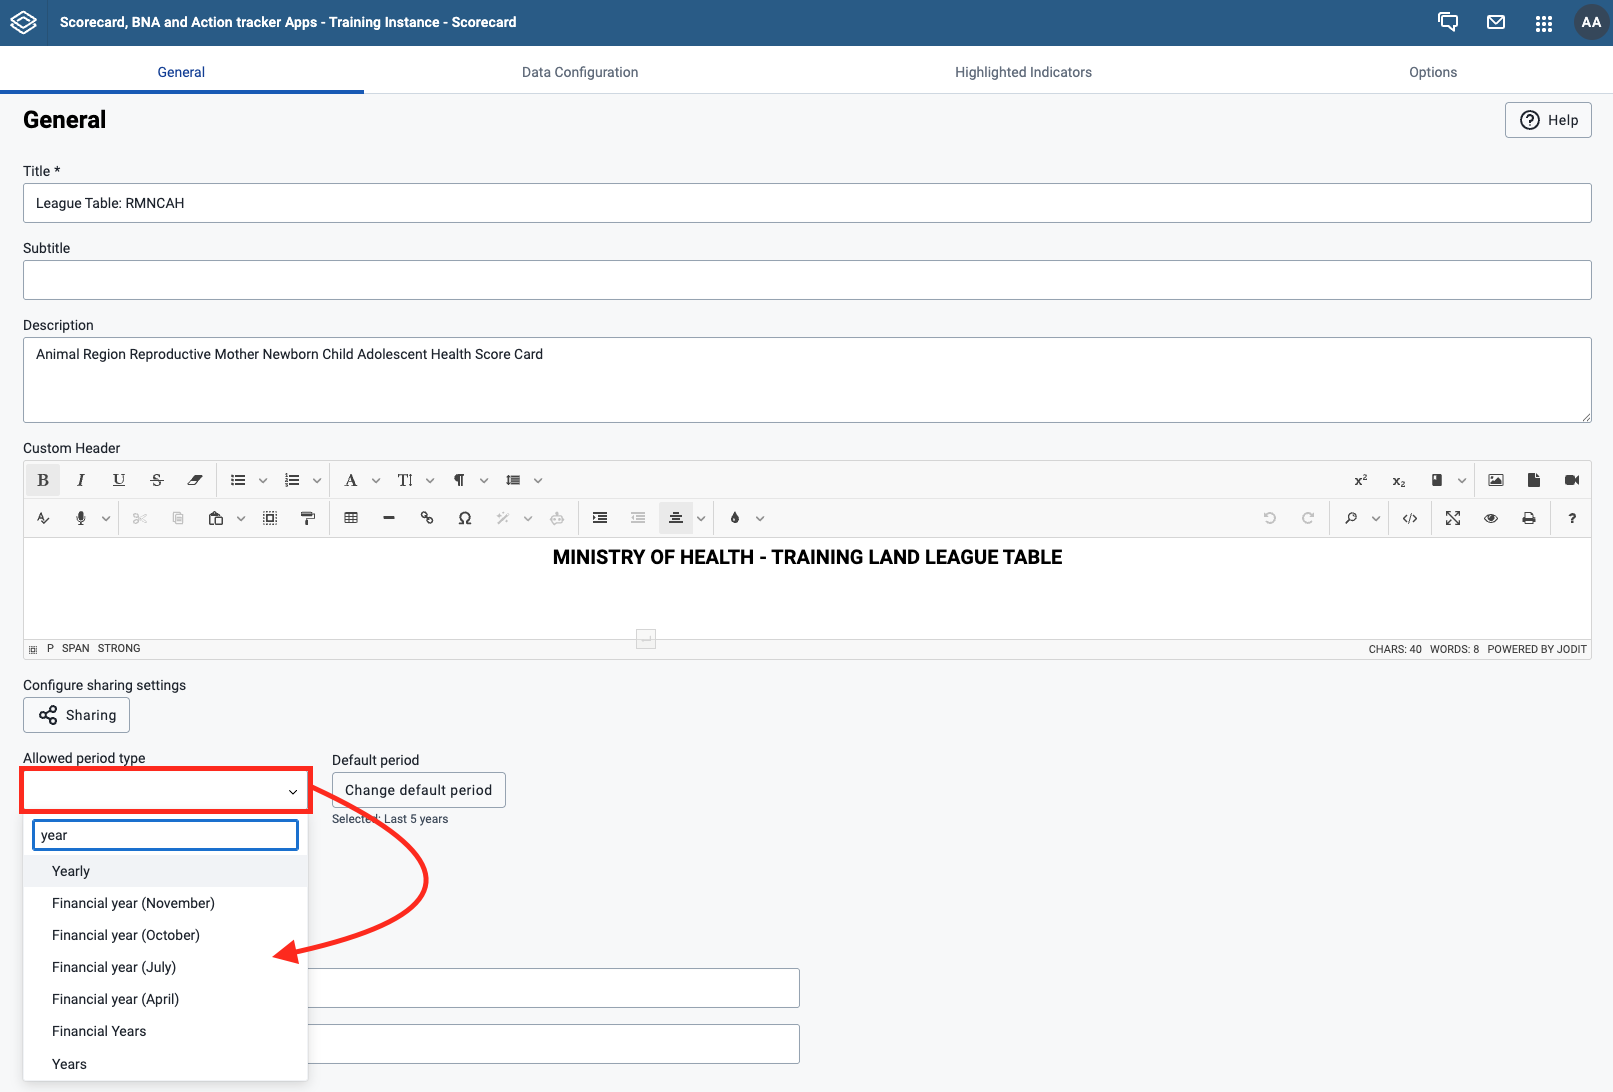 Scorecard, BNA and Action tracker Apps - Training Instance - Scorecard
AA
General
Data Configuration
Highlighted Indicators
Options
General
Help
Title *
League Table: RMNCAH
Subtitle
Description
Animal Region Reproductive Mother Newborn Child Adolescent Health Score Card
Custom Header
MINISTRY OF HEALTH - TRAINING LAND LEAGUE TABLE
P SPAN STRONG
CHARS: 40 WORDS: 8 POWERED BY JODIT
Configure sharing settings
Sharing
Allowed period type
Default period
Change default period
Selected: Last 5 years
year
Yearly
Financial year (November)
Financial year (October)
Financial year (July)
Financial year (April)
Financial Years
Years